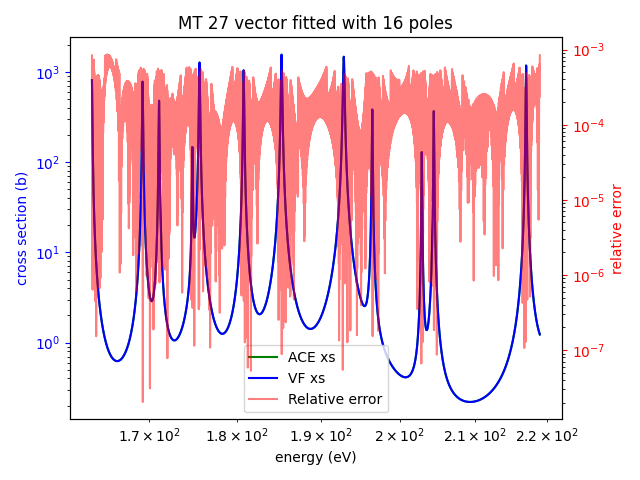 MT 27 vector fitted with 16 poles
cross section (b)
10³
10²
10¹
10⁰
10⁻³
10⁻⁴
10⁻⁵
10⁻⁶
10⁻⁷
relative error
ACE xs
VF xs
Relative error
1.7 × 10² 1.8 × 10² 1.9 × 10² 2 × 10² 2.1 × 10² 2.2 × 10²
energy (eV)